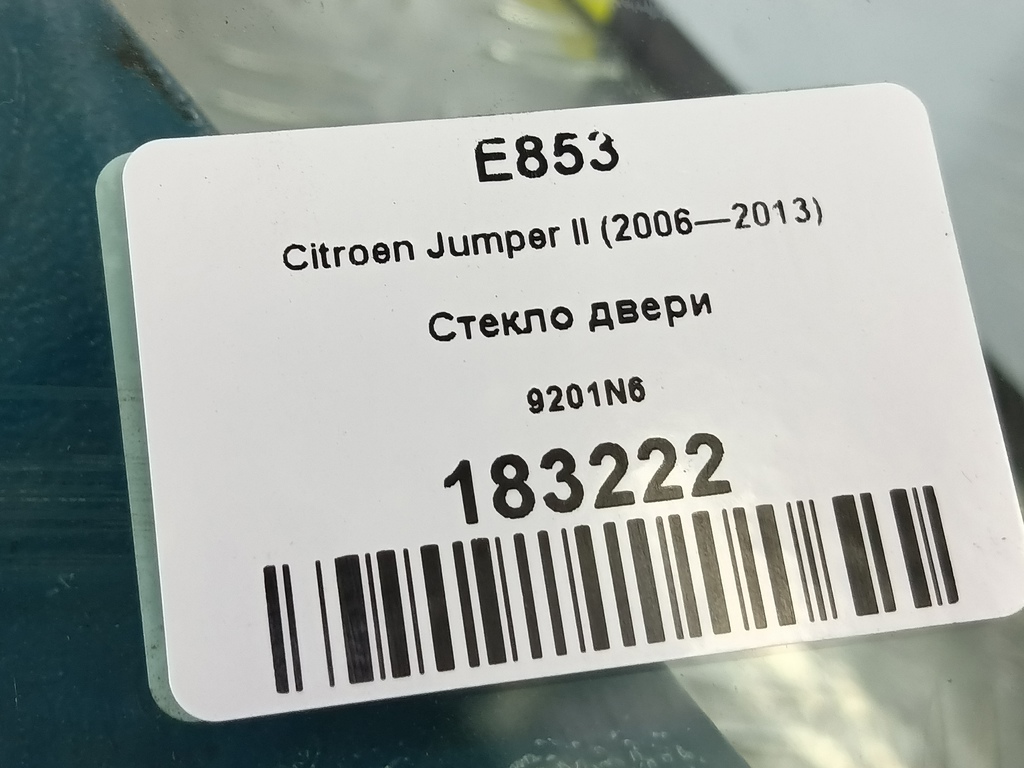 E853
Citroen Jumper II (2006—2013)
Стекло двери
9201N6
183222